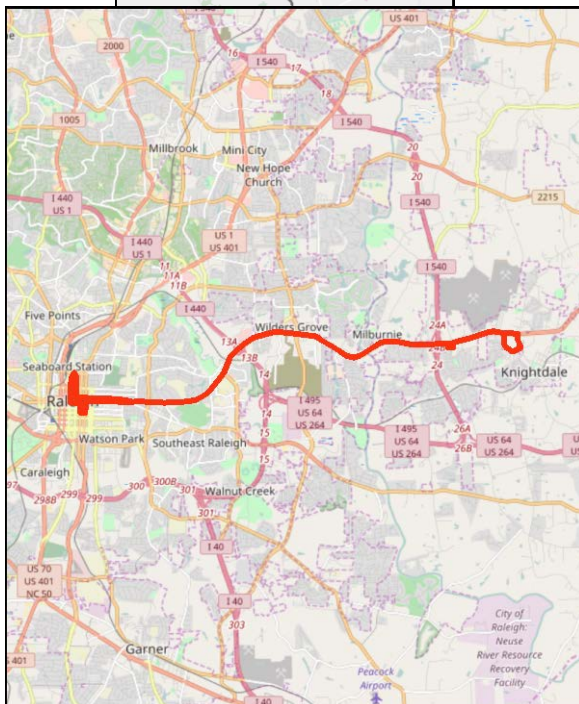 US 401
2000
16
I 540
17
18
1005
I 540
Millbrook
Mini City
20
New Hope
Church
20
I 440
US 1
I 540
2215
US 1
US 401
I 440
US 1
11
11A
11B
I 540
Five Points
I 440
Wilders Grove
Milburnie
24A
13A
13B
24
Seaboard Station
14
Knightdale
I 495
US 64
US 264
14
Watson Park
Southeast Raleigh
15
I 495
US 64
US 264
26A
26B
US 64
US 264
Caraleigh
300B
301
300
299
299
298B
97
Walnut Creek
301
I 40
US 70
US 401
NC 50
I 40
303
City of
Raleigh:
Neuse
River Resource
Recovery
Facility
Garner
401
Peacock
Airport
I 40